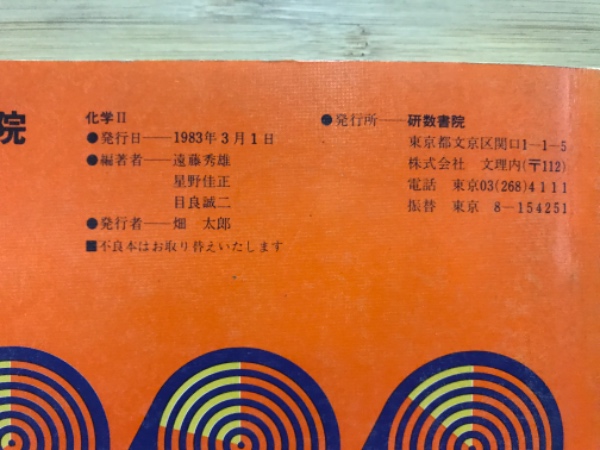 院
化学II
●発行日──1983年3月1日
●編著者──遠藤秀雄
星野佳正
目良誠二
●発行者──畑 太郎
■不良本はお取り替えいたします
●発行所──研数書院
東京都文京区関口1-1-5
株式会社 文理内(〒112)
電話 東京03(268)4111
振替 東京 8-154251